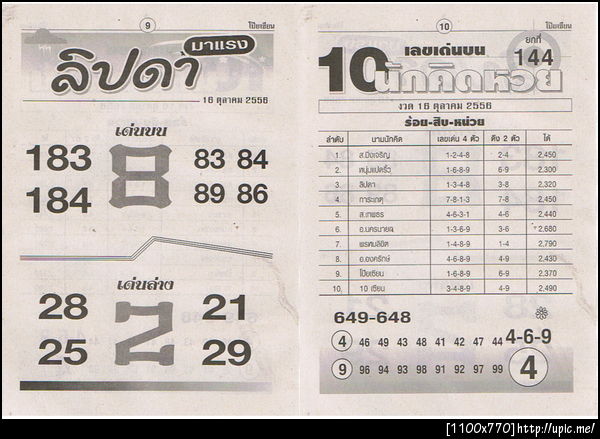 9
โป๊ยเซียน
ลิปดา มาแรง
16 ตุลาคม 2556
เด่นบน
183
184
8
83 84
89 86
เด่นล่าง
28
25
2
21
29
10
โป๊ยเซียน
เลขเด่นบน
ยกที่
144
10 นักคิดหวย
งวด 16 ตุลาคม 2556
ร้อย-สิบ-หน่วย
ลำดับ นามนักคิด เลขเด่น 4 ตัว ดึง 2 ตัว ได้
1. ส.มิ่งเจริญ 1-2-4-8 2-4 2,450
2. หนุ่มแปดริ้ว 1-6-8-9 6-9 2,300
3. ลิปดา 1-3-4-8 3-8 2,320
4. การะเกตุ 7-8-1-3 7-8 2,450
5. ส.เทพธร 4-6-3-1 4-6 2,440
6. อ.นครนายก 1-3-6-9 3-6 2,680
7. พรหมลิขิต 1-4-8-9 1-4 2,790
8. อ.องครักษ์ 4-6-8-9 4-9 2,430
9. โป๊ยเซียน 1-6-8-9 6-9 2,370
10. 10 เซียน 3-4-8-9 4-9 2,490
649-648
4 46 49 43 48 41 40 42 45 47 44
9 96 94 93 98 90 91 92 97 99
4-6-9
4
[1100x770]http://upic.me/